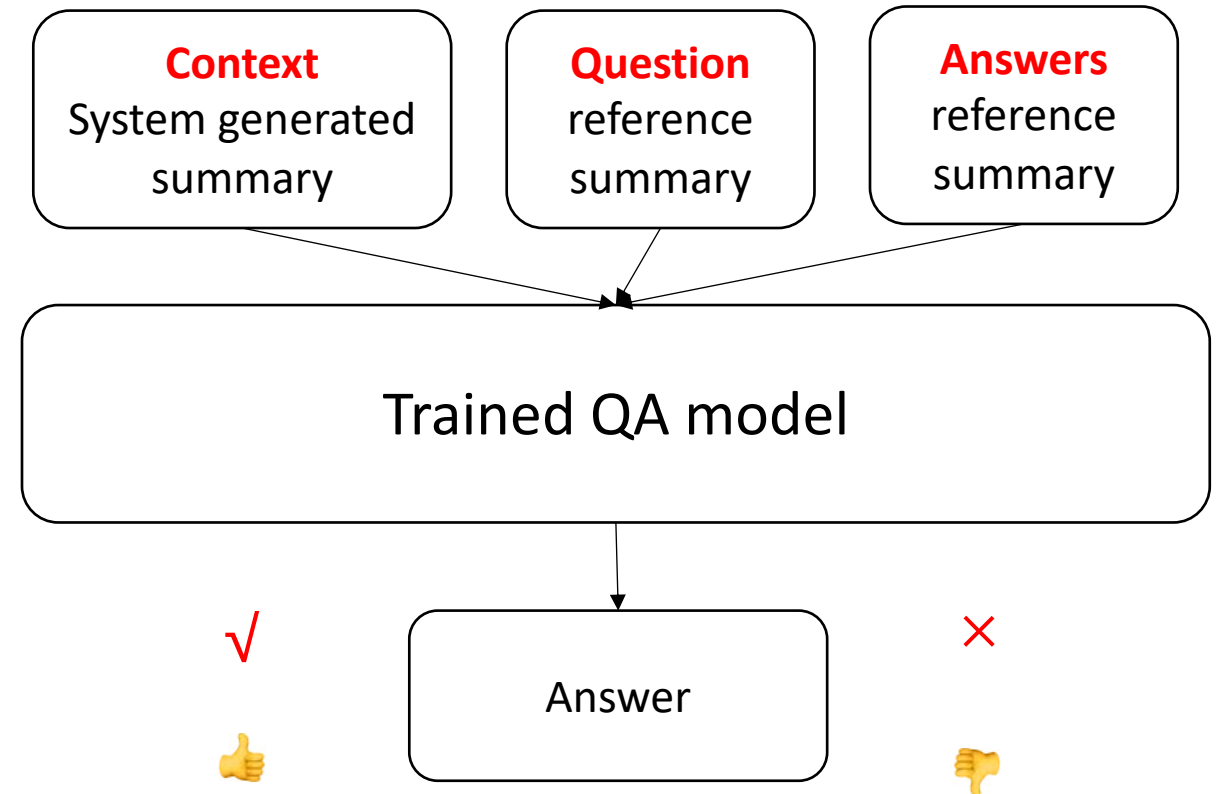 Context
System generated
summary
Question
reference
summary
Answers
reference
summary
Trained QA model
√
×
Answer